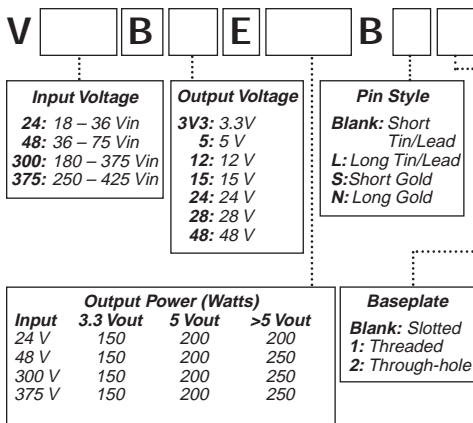 V B E B
Input Voltage
24: 18 – 36 Vin
48: 36 – 75 Vin
300: 180 – 375 Vin
375: 250 – 425 Vin
Output Voltage
3V3: 3.3V
5: 5 V
12: 12 V
15: 15 V
24: 24 V
28: 28 V
48: 48 V
Pin Style
Blank: Short
Tin/Lead
L: Long Tin/Lead
S:Short Gold
N: Long Gold
Output Power (Watts)
Input 3.3 Vout 5 Vout >5 Vout
24 V 150 200 200
48 V 150 200 250
300 V 150 200 250
375 V 150 200 250
Baseplate
Blank: Slotted
1: Threaded
2: Through-hole